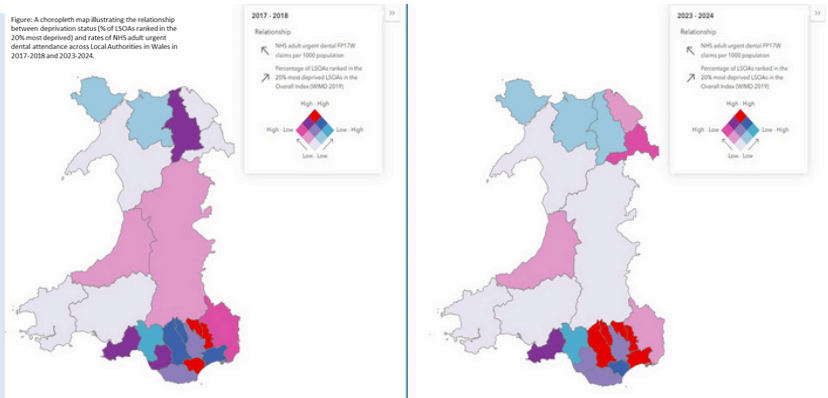 Figure: A choropleth map illustrating the relationship
between deprivation status (% of LSOAs ranked in the
20% most deprived) and rates of NHS adult urgent
dental attendance across Local Authorities in Wales in
2017-2018 and 2023-2024.
2017 - 2018
»
Relationship
NHS adult urgent dental FP17W
claims per 1000 population
Percentage of LSOAs ranked in the
20% most deprived LSOAs in the
Overall Index (WIMD 2019)
High - High
High - Low
Low - High
Low - Low
2023 - 2024
»
Relationship
NHS adult urgent dental FP17W
claims per 1000 population
Percentage of LSOAs ranked in the
20% most deprived LSOAs in the
Overall Index (WIMD 2019)
High - High
High - Low
Low - High
Low - Low